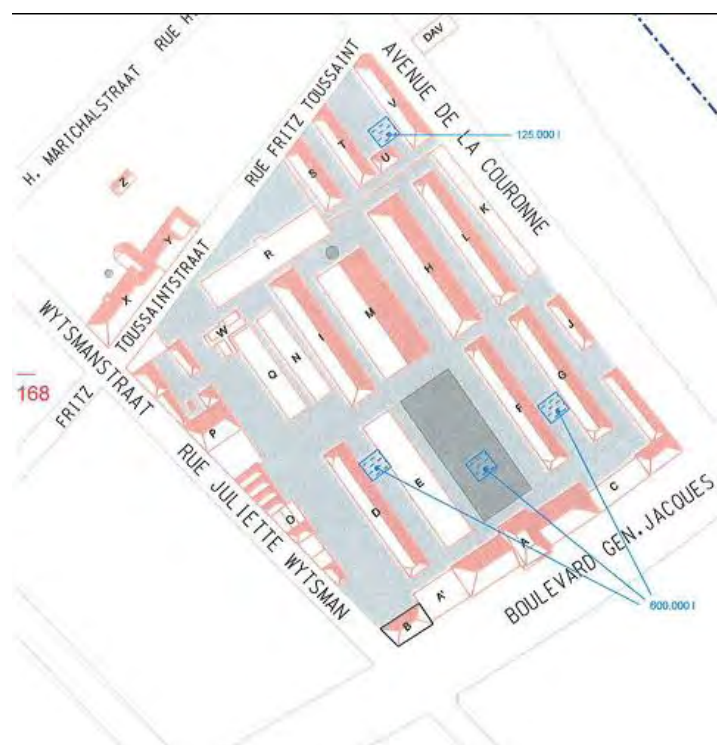 DAV
RUE H
H. MARICHALSTRAAT
RUE FRITZ TOUSSAINT
AVENUE DE LA COURONNE
V
125.000 l
T
U
S
Z
K
Y
L
R
H
X
FRITZ TOUSSAINTSTRAAT
WYTSMANSTRAAT
M
I
W
N
Q
J
G
168
F
P
RUE JULIETTE WYTSMAN
E
C
D
O
A
BOULEVARD GEN. JACQUES
A'
B
600.000 l